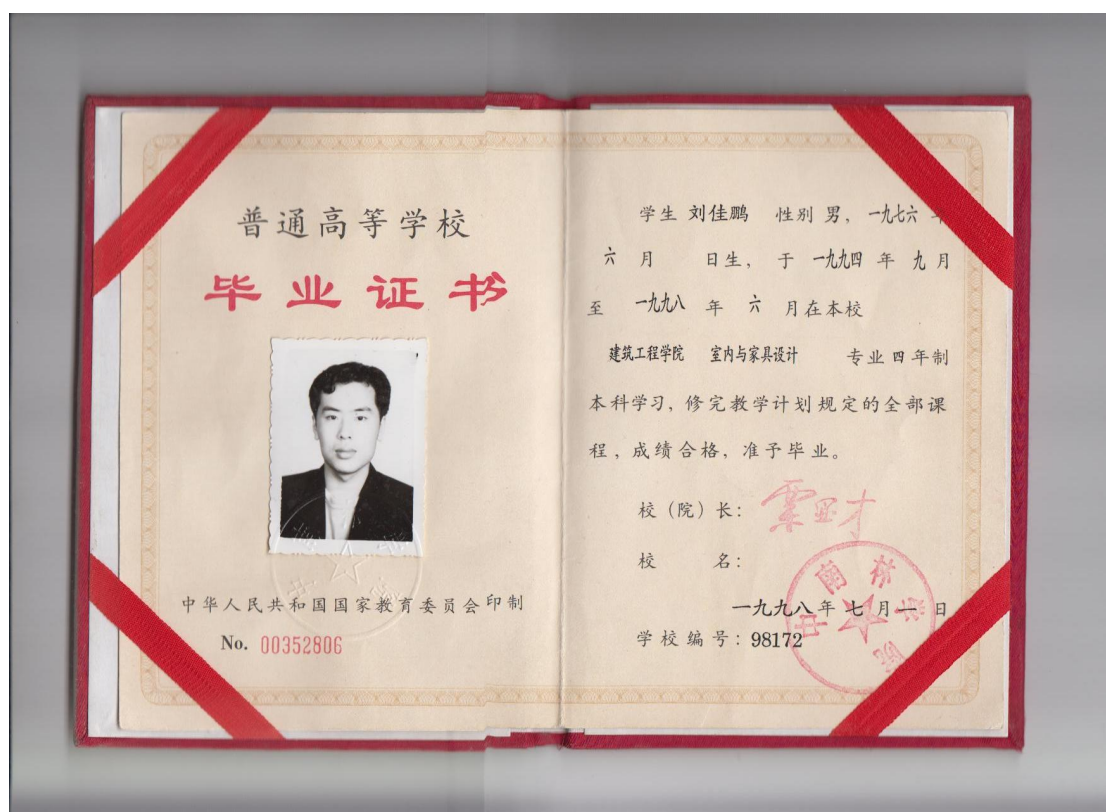 普通高等学校
毕业证书
中华人民共和国国家教育委员会印制
No. 00352806
学生 刘佳鹏 性别 男, 一九七六 年
六 月 日生, 于 一九九四 年 九 月
至 一九九八 年 六 月在本校
建筑工程学院 室内与家具设计 专业 四 年制
本科学习, 修完教学计划规定的全部课
程, 成绩合格, 准予毕业。
校 (院) 长:
校 名:
中南林学院
一九九八 年 七 月 一 日
学校编号: 98172